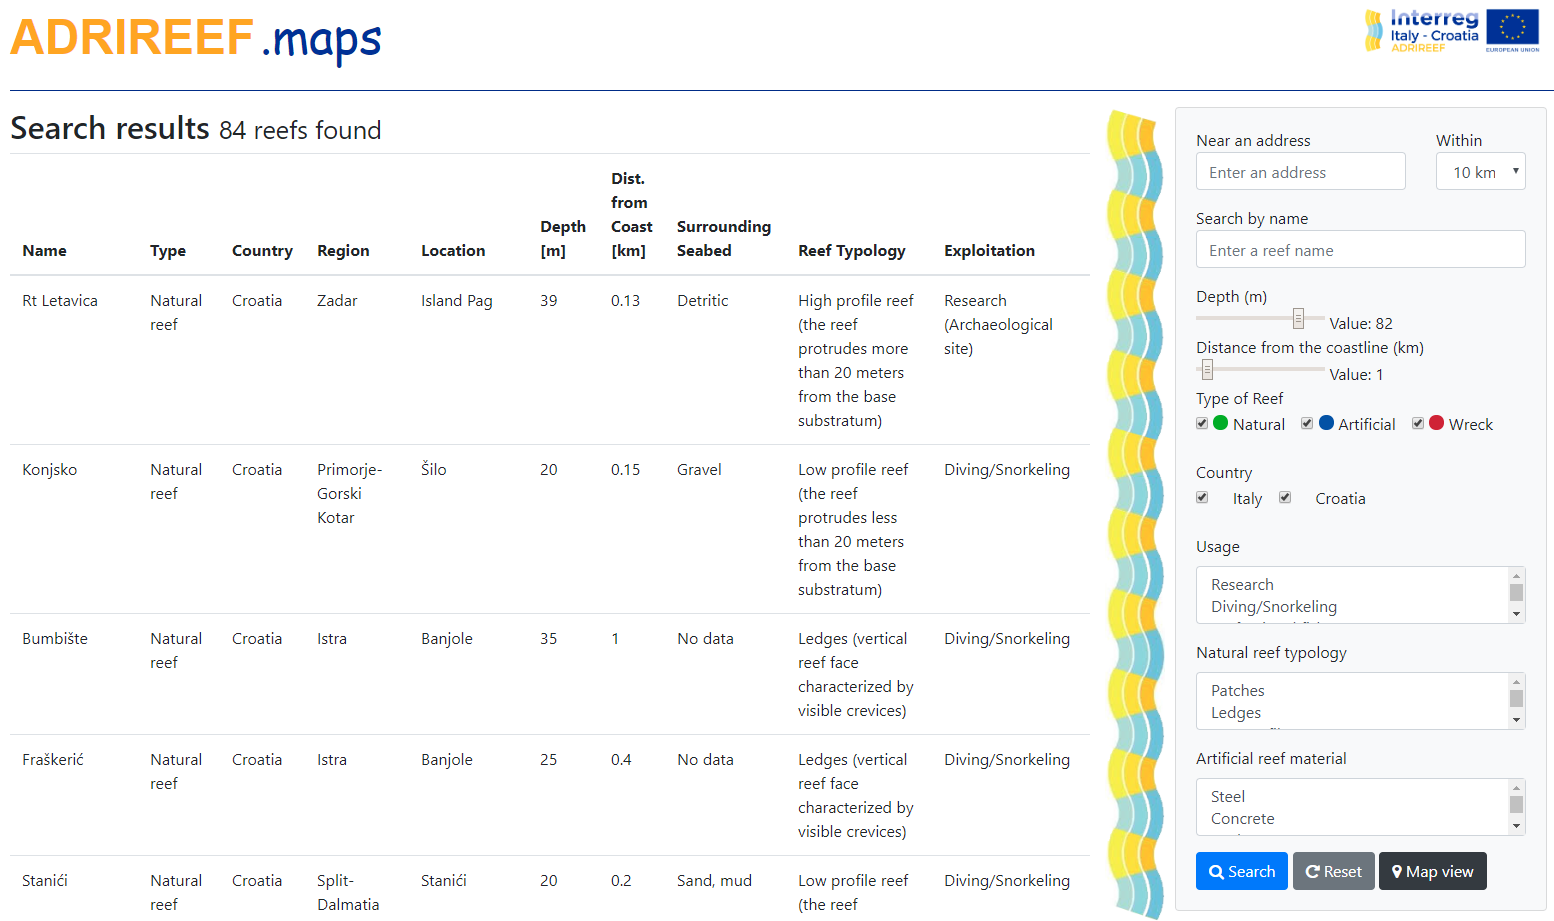 ADRIREEF .maps
Interreg
Italy - Croatia
ADRIREEF
EUROPEAN UNION
Search results 84 reefs found
Name
Type
Country
Region
Location
Depth
[m]
Dist.
from
Coast
[km]
Surrounding
Seabed
Reef Typology
Exploitation
Rt Letavica
Natural
reef
Croatia
Zadar
Island Pag
39
0.13
Detritic
High profile reef
(the reef
protrudes more
than 20 meters
from the base
substratum)
Research
(Archaeological
site)
Konjsko
Natural
reef
Croatia
Primorje-
Gorski
Kotar
Šilo
20
0.15
Gravel
Low profile reef
(the reef
protrudes less
than 20 meters
from the base
substratum)
Diving/Snorkeling
Bumbište
Natural
reef
Croatia
Istra
Banjole
35
1
No data
Ledges (vertical
reef face
characterized by
visible crevices)
Diving/Snorkeling
Fraškerić
Natural
reef
Croatia
Istra
Banjole
25
0.4
No data
Ledges (vertical
reef face
characterized by
visible crevices)
Diving/Snorkeling
Stanići
Natural
reef
Croatia
Split-
Dalmatia
Stanići
20
0.2
Sand, mud
Low profile reef
(the reef
Diving/Snorkeling
Near an address
Within
Enter an address
10 km
Search by name
Enter a reef name
Depth (m)
Value: 82
Distance from the coastline (km)
Value: 1
Type of Reef
Natural
Artificial
Wreck
Country
Italy
Croatia
Usage
Research
Diving/Snorkeling
Natural reef typology
Patches
Ledges
Artificial reef material
Steel
Concrete
Search
Reset
Map view